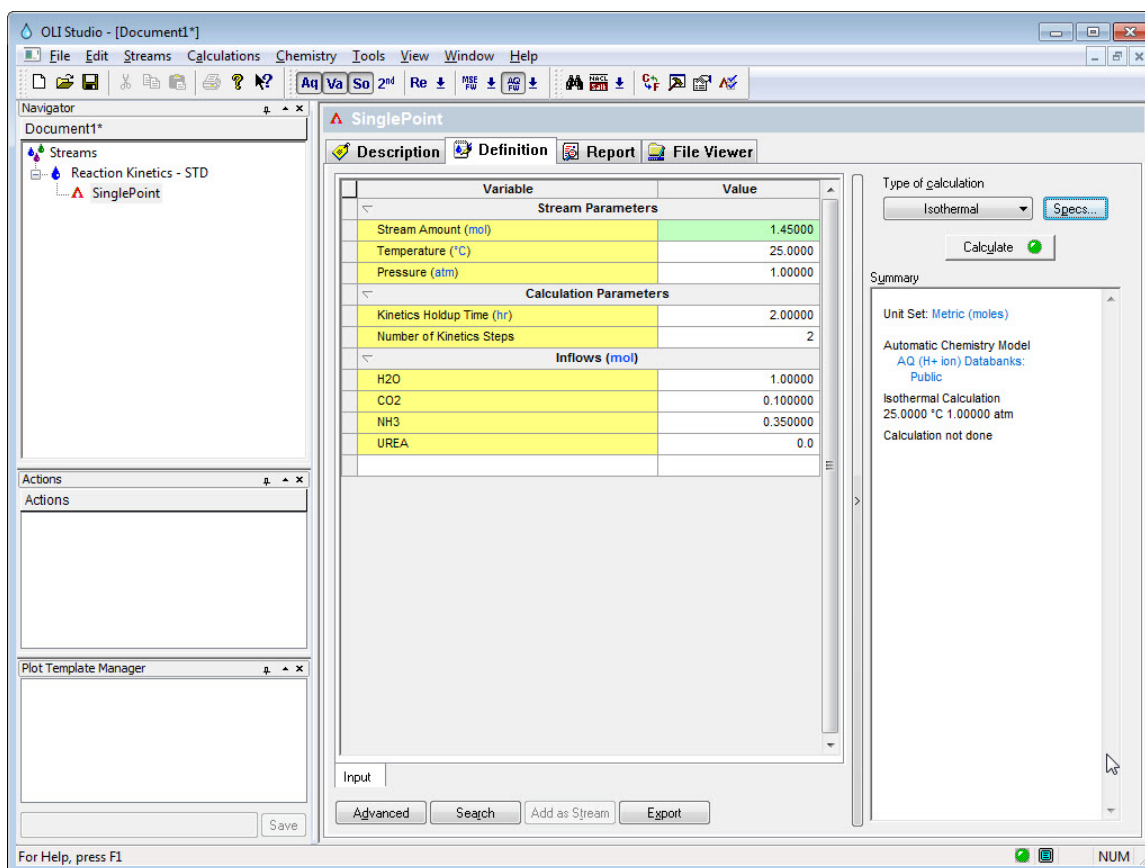 OLI Studio - [Document1*]
File Edit Streams Calculations Chemistry Tools View Window Help
Aq Va So 2nd Re MSE FW AQ FW NACL
Navigator
Document1*
Streams
Reaction Kinetics - STD
SinglePoint
Actions
Actions
Plot Template Manager
Save
SinglePoint
Description Definition Report File Viewer
Variable Value
Stream Parameters
Stream Amount (mol) 1.45000
Temperature (°C) 25.0000
Pressure (atm) 1.00000
Calculation Parameters
Kinetics Holdup Time (hr) 2.00000
Number of Kinetics Steps 2
Inflows (mol)
H2O 1.00000
CO2 0.100000
NH3 0.350000
UREA 0.0
Input
Advanced Search Add as Stream Export
Type of calculation
Isothermal Specs...
Calculate
Summary
Unit Set: Metric (moles)
Automatic Chemistry Model
AQ (H+ ion) Databanks:
Public
Isothermal Calculation
25.0000 °C 1.00000 atm
Calculation not done
For Help, press F1 NUM